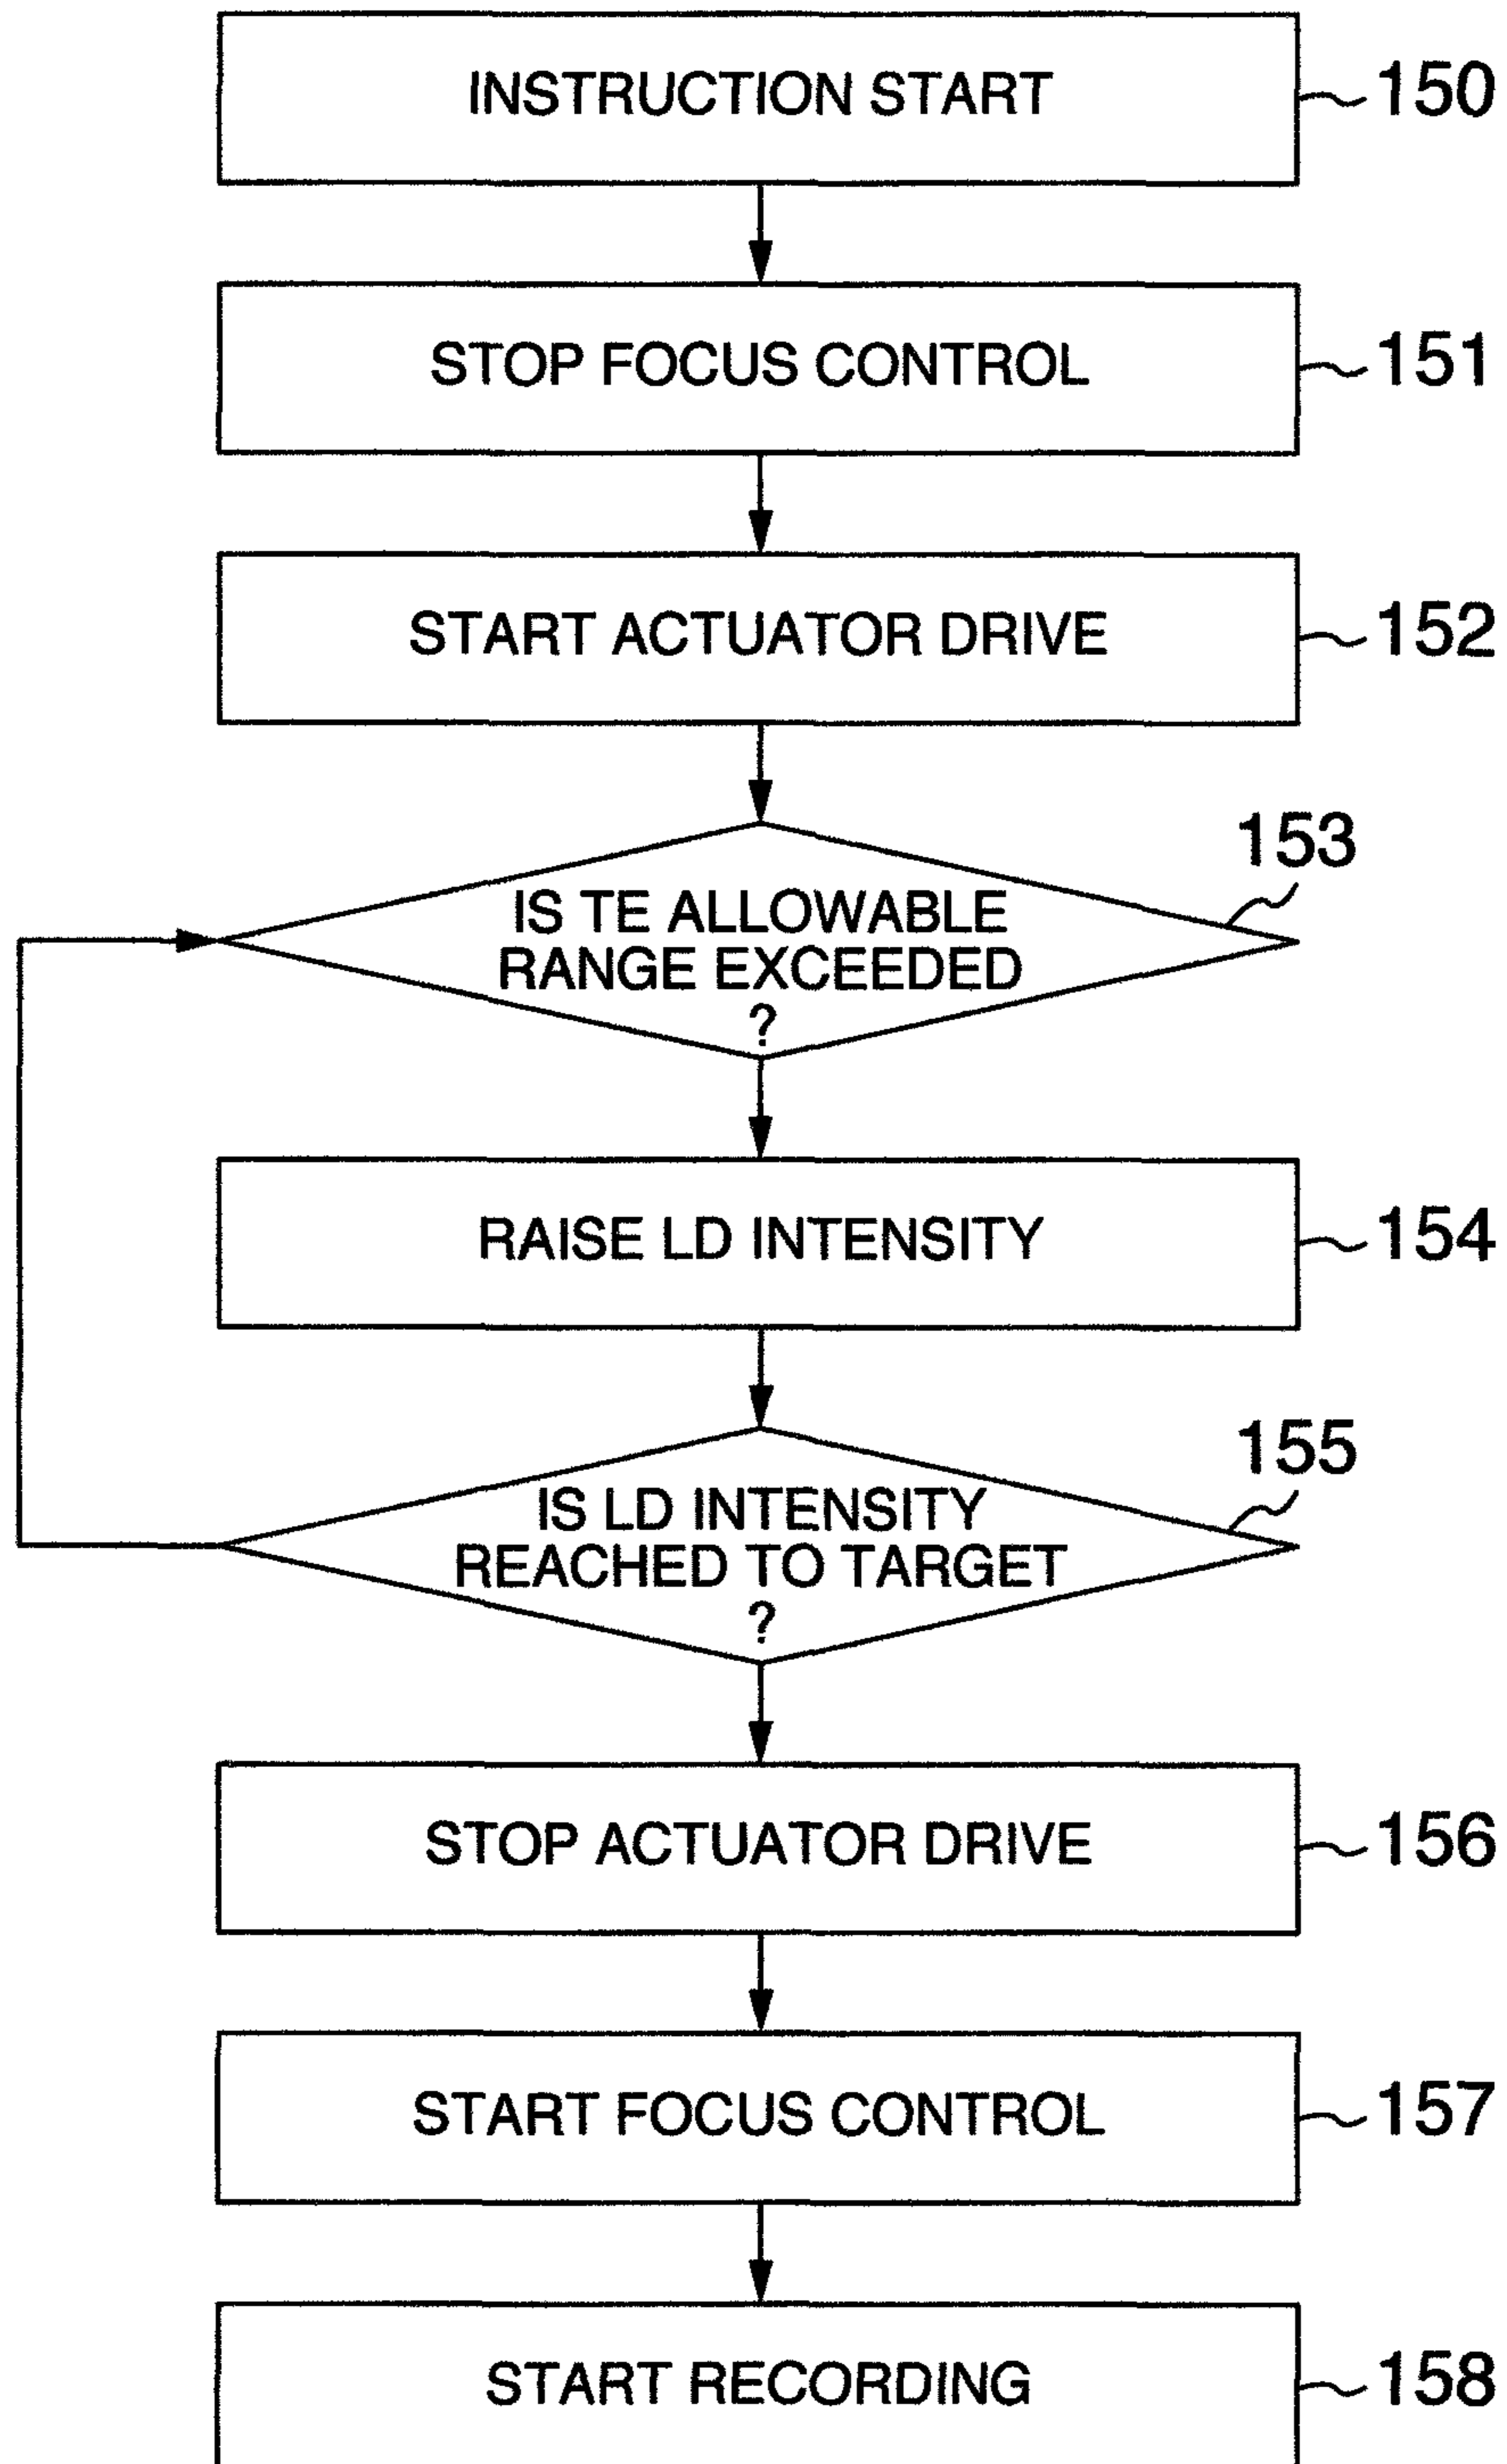 INSTRUCTION START
150
STOP FOCUS CONTROL
151
START ACTUATOR DRIVE
152
153
IS TE ALLOWABLE
RANGE EXCEEDED
?
RAISE LD INTENSITY
154
155
IS LD INTENSITY
REACHED TO TARGET
?
STOP ACTUATOR DRIVE
156
START FOCUS CONTROL
157
START RECORDING
158